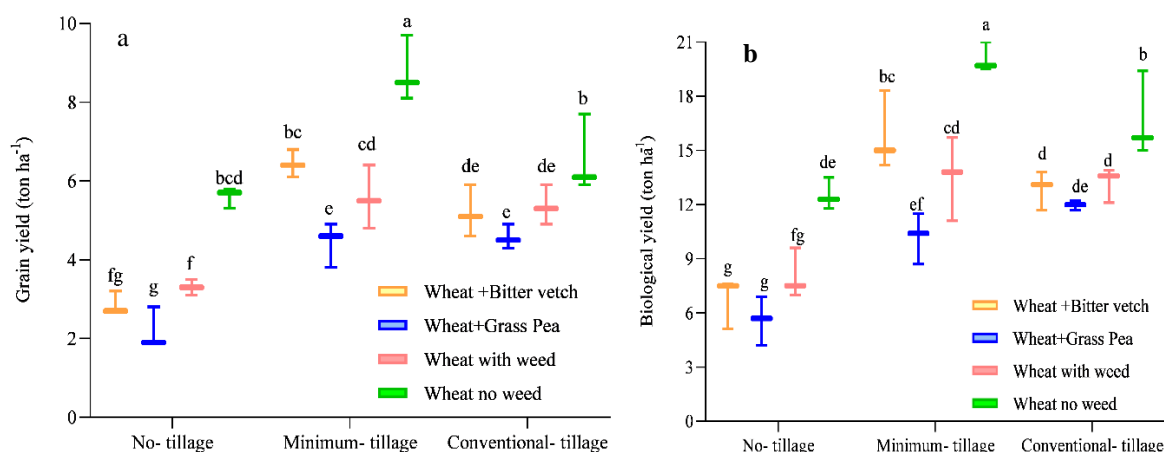 a
Grain yield (ton ha⁻¹)
10
8
6
4
2
0
fg
g
f
bcd
bc
e
cd
a
de
e
de
b
Wheat +Bitter vetch
Wheat+Grass Pea
Wheat with weed
Wheat no weed
No- tillage
Minimum- tillage
Conventional- tillage
b
Biological yield (ton ha⁻¹)
21
18
15
12
9
6
3
0
g
g
fg
de
bc
ef
cd
a
d
de
d
b
Wheat +Bitter vetch
Wheat+Grass Pea
Wheat with weed
Wheat no weed
No- tillage
Minimum- tillage
Conventional- tillage